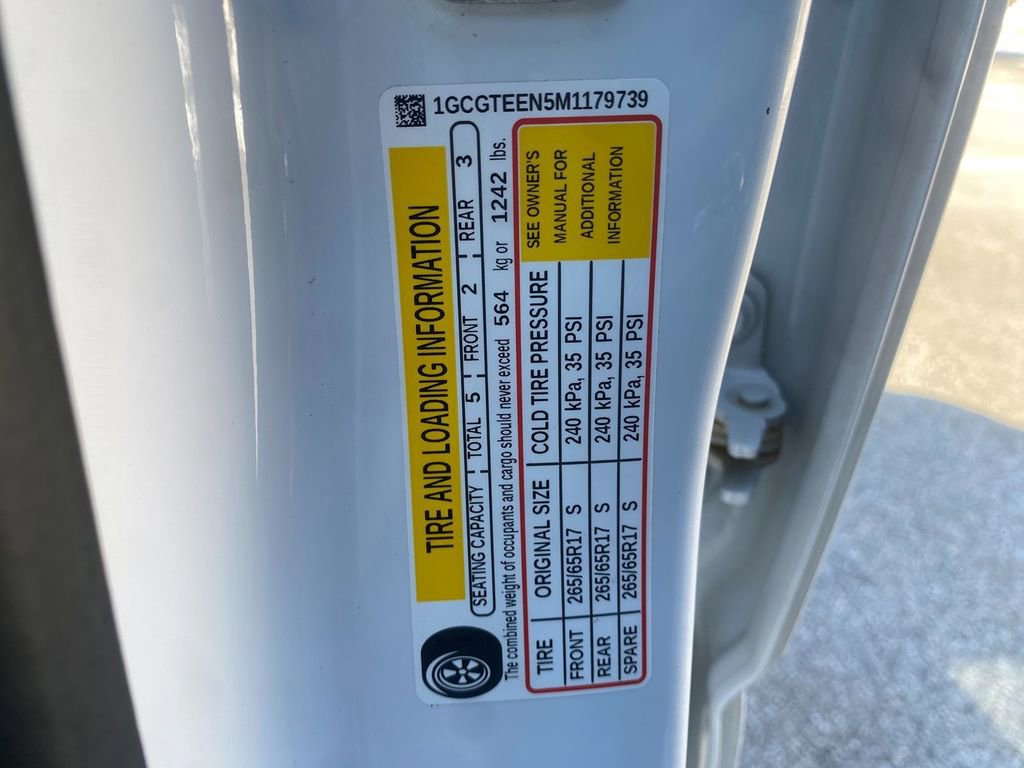 1GCGTEEN5M1179739
TIRE AND LOADING INFORMATION
SEATING CAPACITY TOTAL 5 FRONT 2 REAR 3
The combined weight of occupants and cargo should never exceed 564 kg or 1242 lbs.
TIRE ORIGINAL SIZE COLD TIRE PRESSURE
FRONT 265/65R17 S 240 kPa, 35 PSI
REAR 265/65R17 S 240 kPa, 35 PSI
SPARE 265/65R17 S 240 kPa, 35 PSI
SEE OWNER'S
MANUAL FOR
ADDITIONAL
INFORMATION